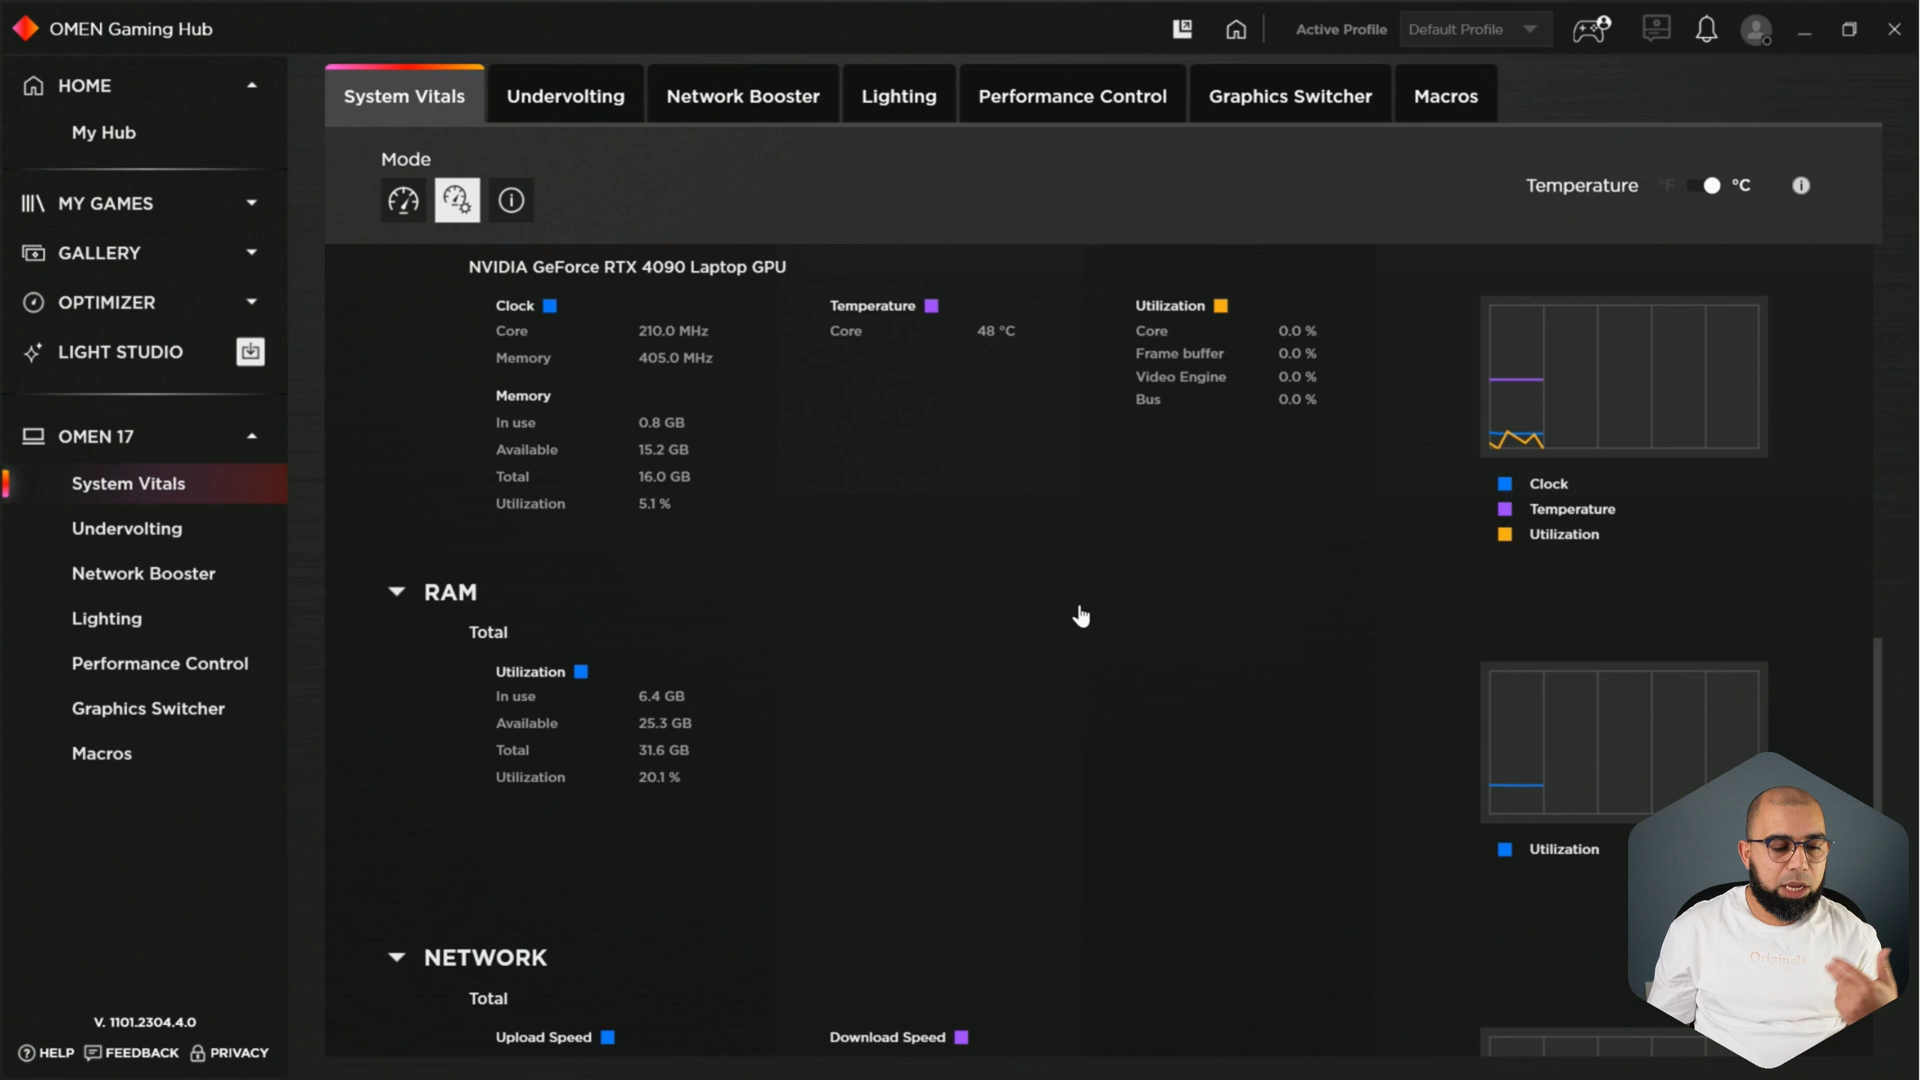 OMEN Gaming Hub
Active Profile
Default Profile
HOME
My Hub
MY GAMES
GALLERY
OPTIMIZER
LIGHT STUDIO
OMEN 17
System Vitals
Undervolting
Network Booster
Lighting
Performance Control
Graphics Switcher
Macros
V. 1101.2304.4.0
HELP FEEDBACK PRIVACY
System Vitals Undervolting Network Booster Lighting Performance Control Graphics Switcher Macros
Mode
Temperature °F °C
NVIDIA GeForce RTX 4090 Laptop GPU
Clock
Core 210.0 MHz
Memory 405.0 MHz
Memory
In use 0.8 GB
Available 15.2 GB
Total 16.0 GB
Utilization 5.1 %
Temperature
Core 48 °C
Utilization
Core 0.0 %
Frame buffer 0.0 %
Video Engine 0.0 %
Bus 0.0 %
Clock
Temperature
Utilization
RAM
Total
Utilization
In use 6.4 GB
Available 25.3 GB
Total 31.6 GB
Utilization 20.1 %
Utilization
NETWORK
Total
Upload Speed
Download Speed
Originals